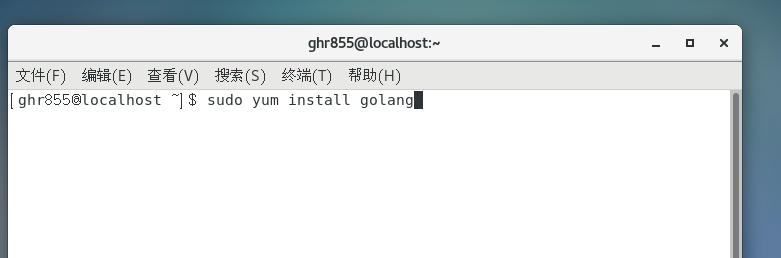 ghr855@localhost:~
文件(F) 编辑(E) 查看(V) 搜索(S) 终端(T) 帮助(H)
[ghr855@localhost ~]$ sudo yum install golang